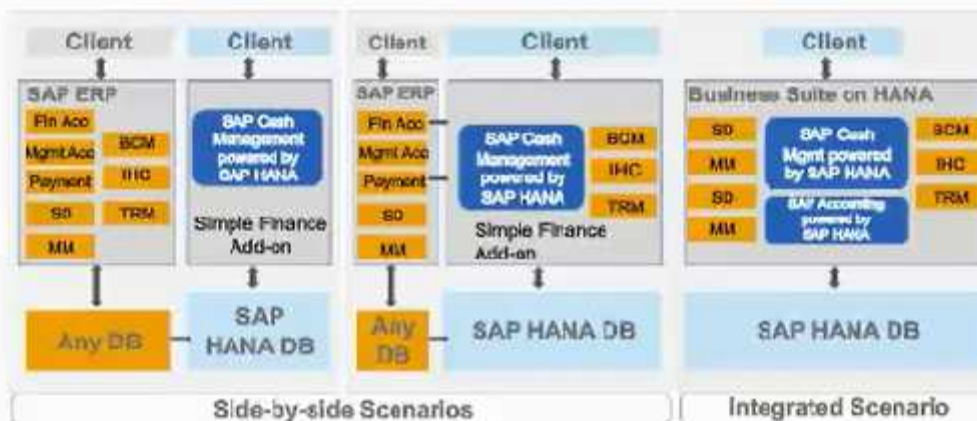 Client
SAP ERP
Fin Acc
Mgmt Acc
Payment
SD
MM
BCM
IHC
TRM
Any DB
Client
SAP Cash
Management
powered by
SAP HANA
Simple Finance
Add-on
SAP
HANA DB
Client
SAP ERP
Fin Acc
Mgmt Acc
Payment
SD
MM
Any
DB
Client
SAP Cash
Management
powered by
SAP HANA
BCM
IHC
TRM
Simple Finance
Add-on
SAP HANA DB
Side-by-side Scenarios
Client
Business Suite on HANA
SD
MM
SD
MM
SAP Cash
Mgmt powered
by SAP HANA
SAP Accounting
powered by
SAP HANA
BCM
IHC
TRM
SAP HANA DB
Integrated Scenario